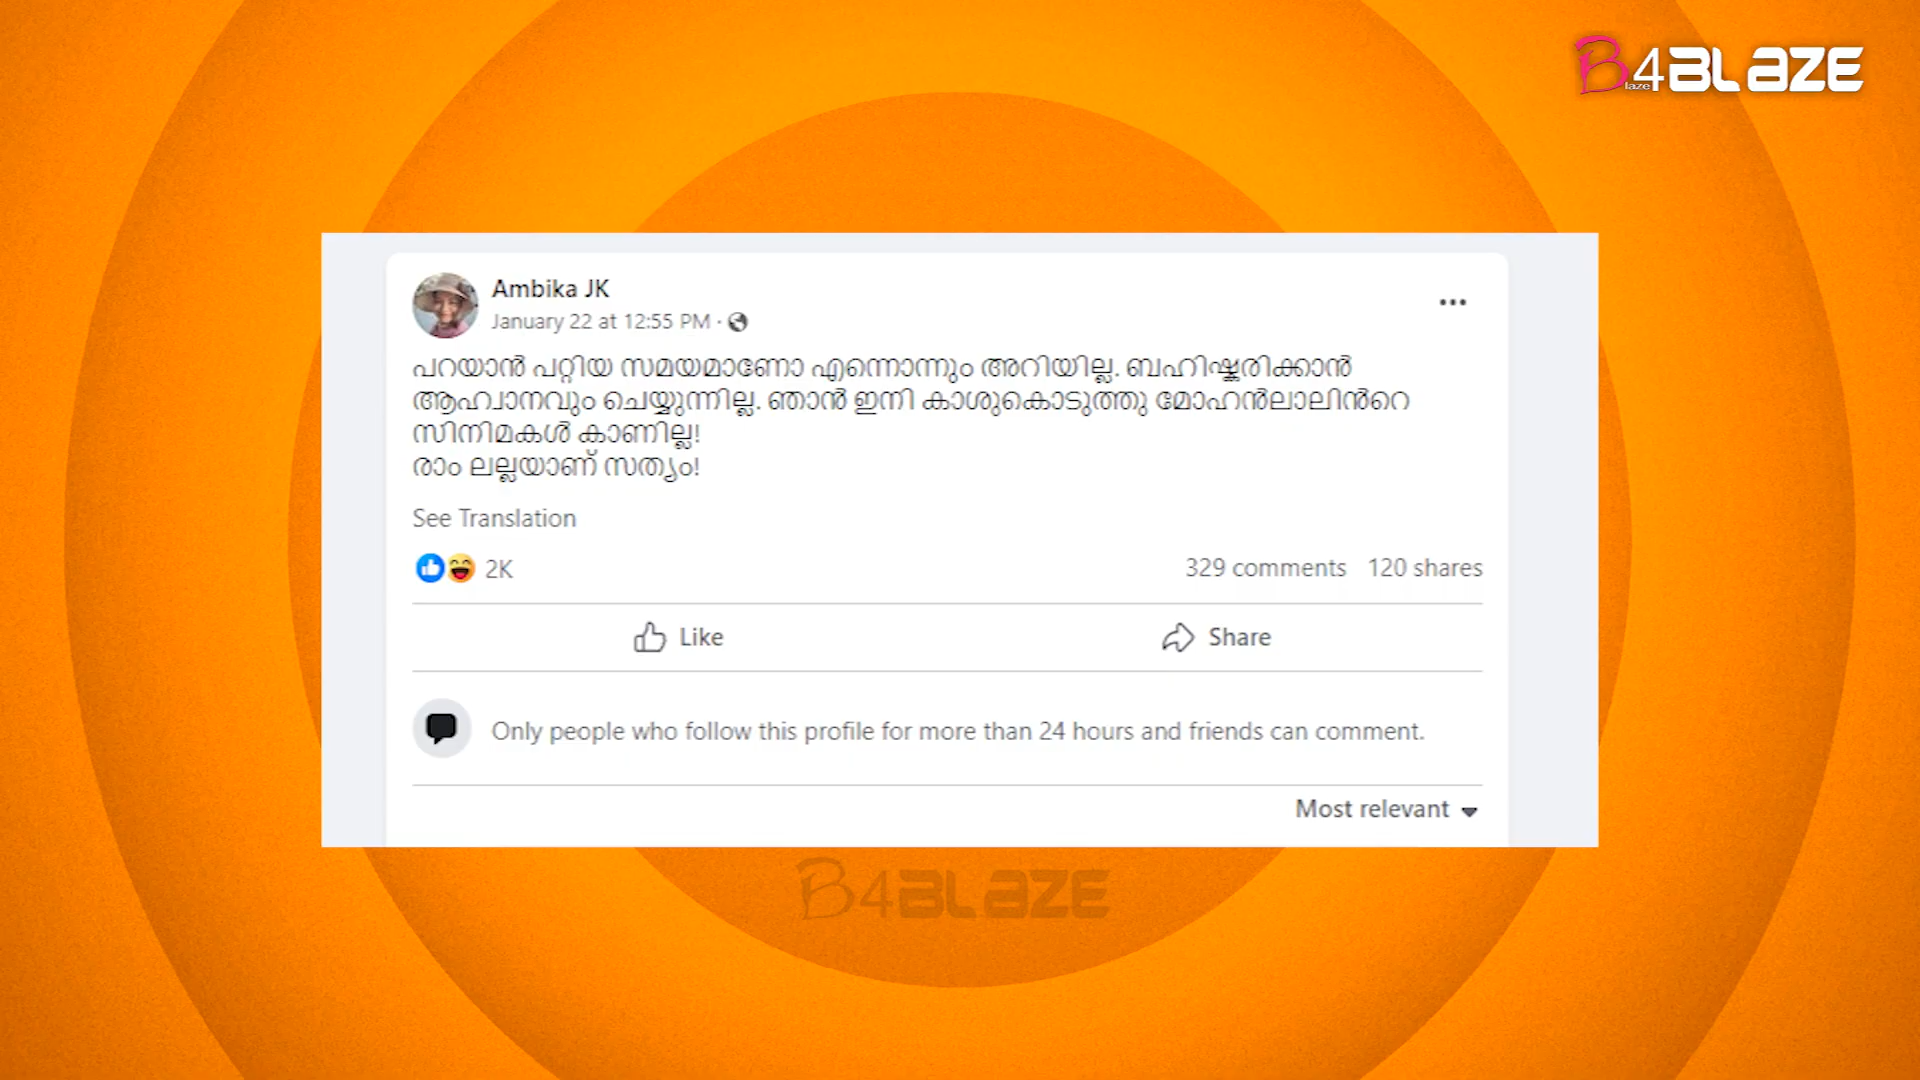 B4BLAZE
laze
Ambika JK
January 22 at 12:55 PM ·
പറയാൻ പറ്റിയ സമയമാണോ എന്നൊന്നും അറിയില്ല. ബഹിഷ്കരിക്കാൻ
ആഹ്വാനവും ചെയ്യുന്നില്ല. ഞാൻ ഇനി കാശുകൊടുത്തു മോഹൻലാലിൻറെ
സിനിമകൾ കാണില്ല!
രാം ലല്ലയാണ് സത്യം!
See Translation
2K
329 comments 120 shares
Like
Share
Only people who follow this profile for more than 24 hours and friends can comment.
Most relevant
B4BLAZE